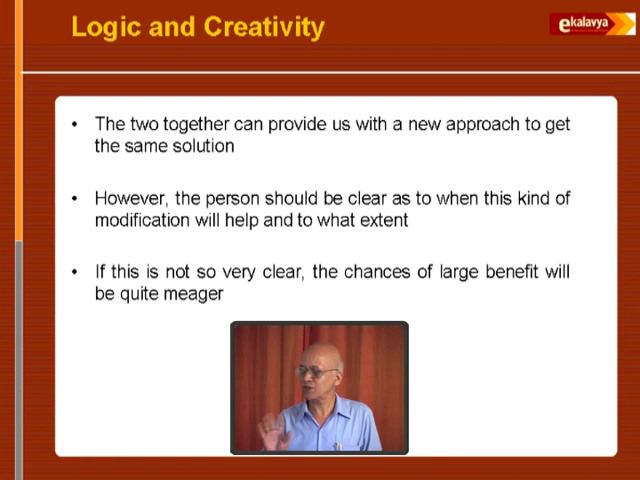 Logic and Creativity
ekalavya
• The two together can provide us with a new approach to get
the same solution
• However, the person should be clear as to when this kind of
modification will help and to what extent
• If this is not so very clear, the chances of large benefit will
be quite meager